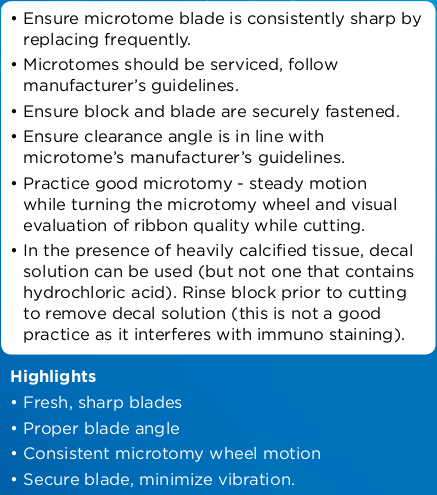 • Ensure microtome blade is consistently sharp by
replacing frequently.
• Microtomes should be serviced, follow
manufacturer's guidelines.
• Ensure block and blade are securely fastened.
• Ensure clearance angle is in line with
microtome's manufacturer's guidelines.
• Practice good microtomy - steady motion
while turning the microtomy wheel and visual
evaluation of ribbon quality while cutting.
• In the presence of heavily calcified tissue, decal
solution can be used (but not one that contains
hydrochloric acid). Rinse block prior to cutting
to remove decal solution (this is not a good
practice as it interferes with immuno staining).
Highlights
• Fresh, sharp blades
• Proper blade angle
• Consistent microtomy wheel motion
• Secure blade, minimize vibration.